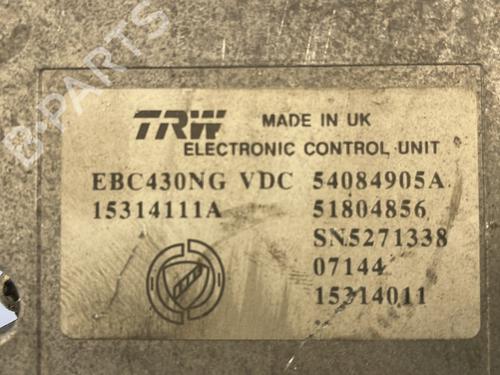 B-PARTS
TRW MADE IN UK
ELECTRONIC CONTROL UNIT
EBC430NG VDC 54084905A
15314111A 51804856
SN5271338
07144
15314011